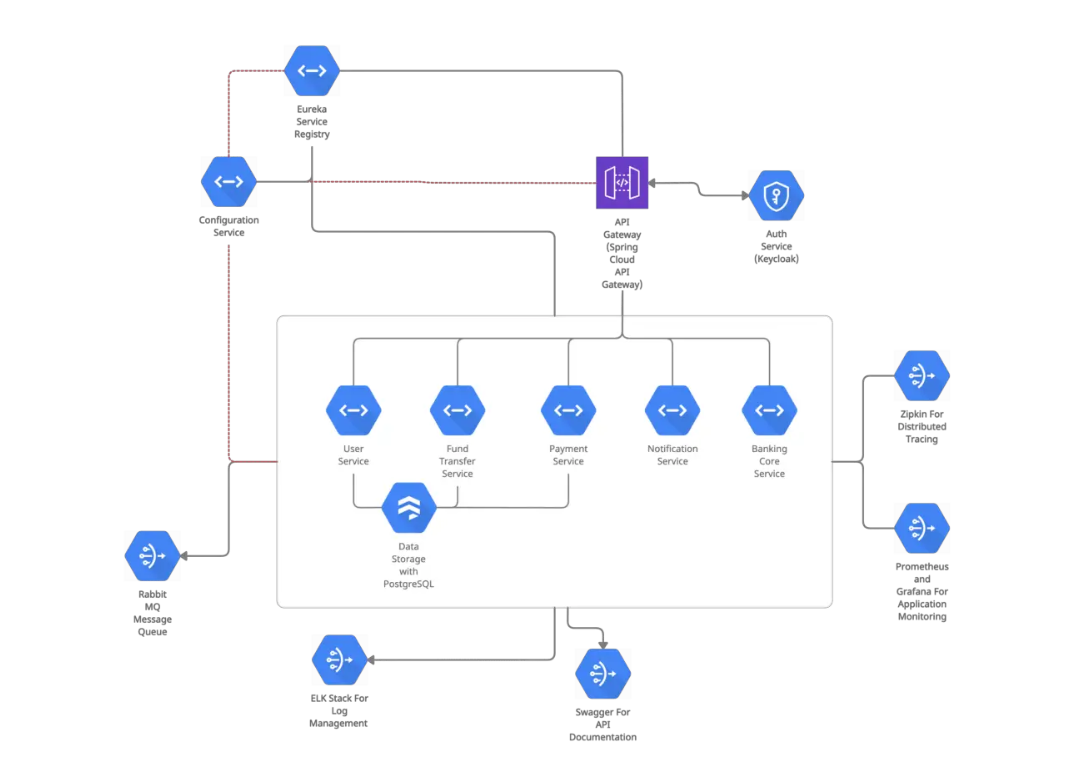 Eureka
Service
Registry
Configuration
Service
API
Gateway
(Spring
Cloud
API
Gateway)
Auth
Service
(Keycloak)
User
Service
Fund
Transfer
Service
Payment
Service
Notification
Service
Banking
Core
Service
Data
Storage
with
PostgreSQL
Zipkin For
Distributed
Tracing
Prometheus
and
Grafana For
Application
Monitoring
Rabbit
MQ
Message
Queue
ELK Stack For
Log
Management
Swagger For
API
Documentation